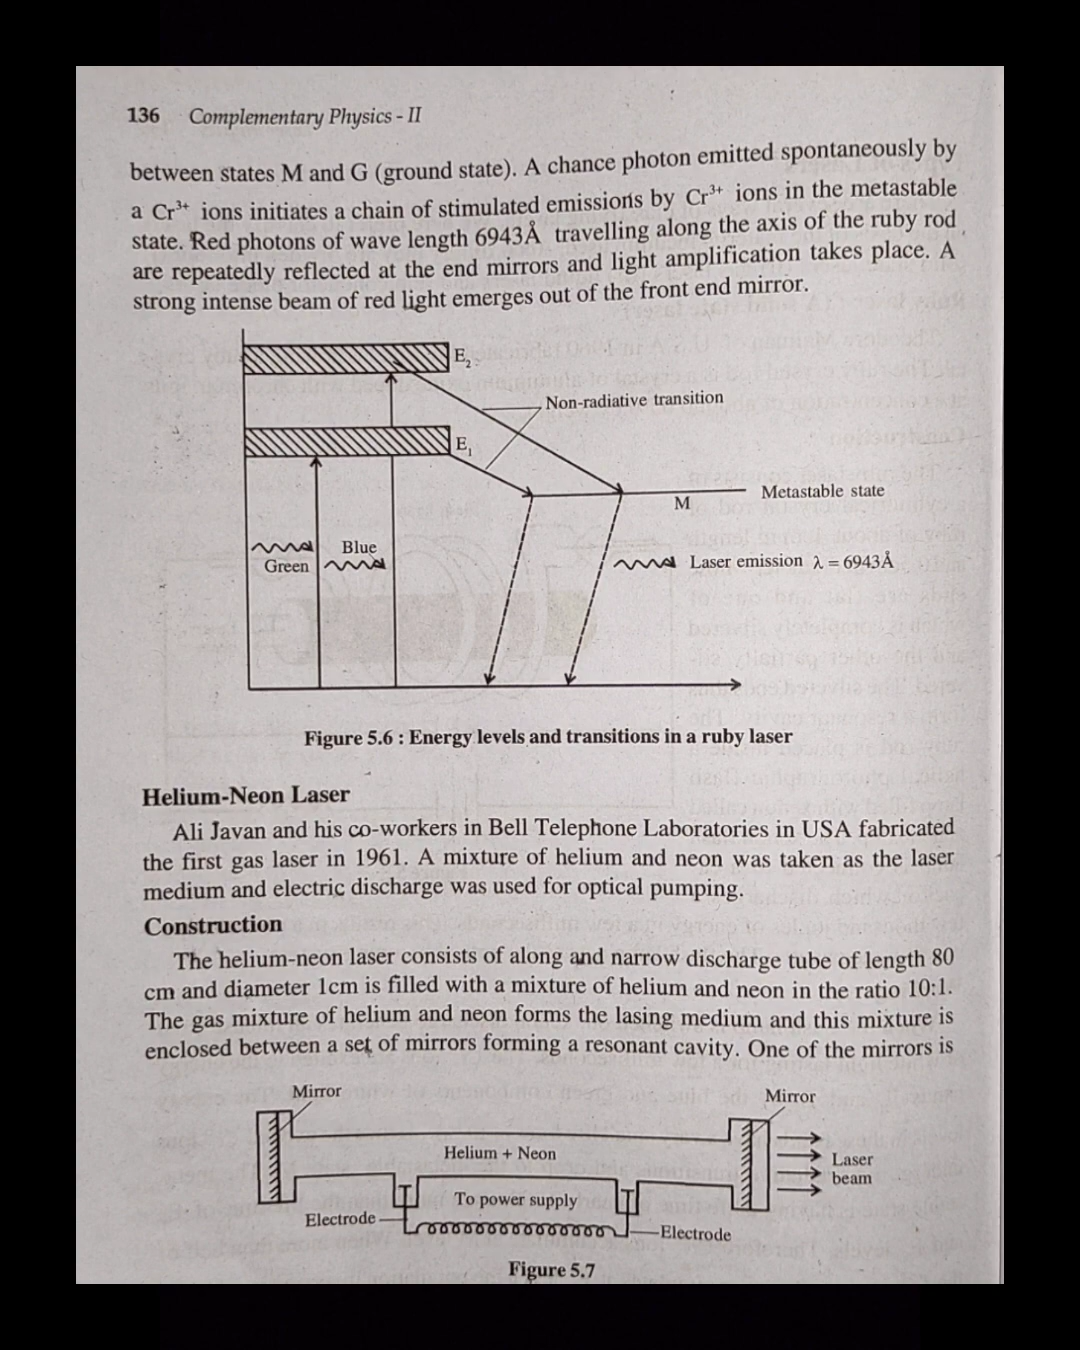 136 Complementary Physics - II
between states M and G (ground state). A chance photon emitted spontaneously by
a Cr³⁺ ions initiates a chain of stimulated emissions by Cr³⁺ ions in the metastable
state. Red photons of wave length 6943Å travelling along the axis of the ruby rod
are repeatedly reflected at the end mirrors and light amplification takes place. A
strong intense beam of red light emerges out of the front end mirror.
E₂
Non-radiative transition
E₁
Metastable state
M
Blue
Green
Laser emission λ = 6943Å
Figure 5.6 : Energy levels and transitions in a ruby laser
Helium-Neon Laser
Ali Javan and his co-workers in Bell Telephone Laboratories in USA fabricated
the first gas laser in 1961. A mixture of helium and neon was taken as the laser
medium and electric discharge was used for optical pumping.
Construction
The helium-neon laser consists of along and narrow discharge tube of length 80
cm and diameter 1cm is filled with a mixture of helium and neon in the ratio 10:1.
The gas mixture of helium and neon forms the lasing medium and this mixture is
enclosed between a set of mirrors forming a resonant cavity. One of the mirrors is
Mirror
Mirror
Helium + Neon
Laser
beam
To power supply
Electrode
Electrode
Figure 5.7